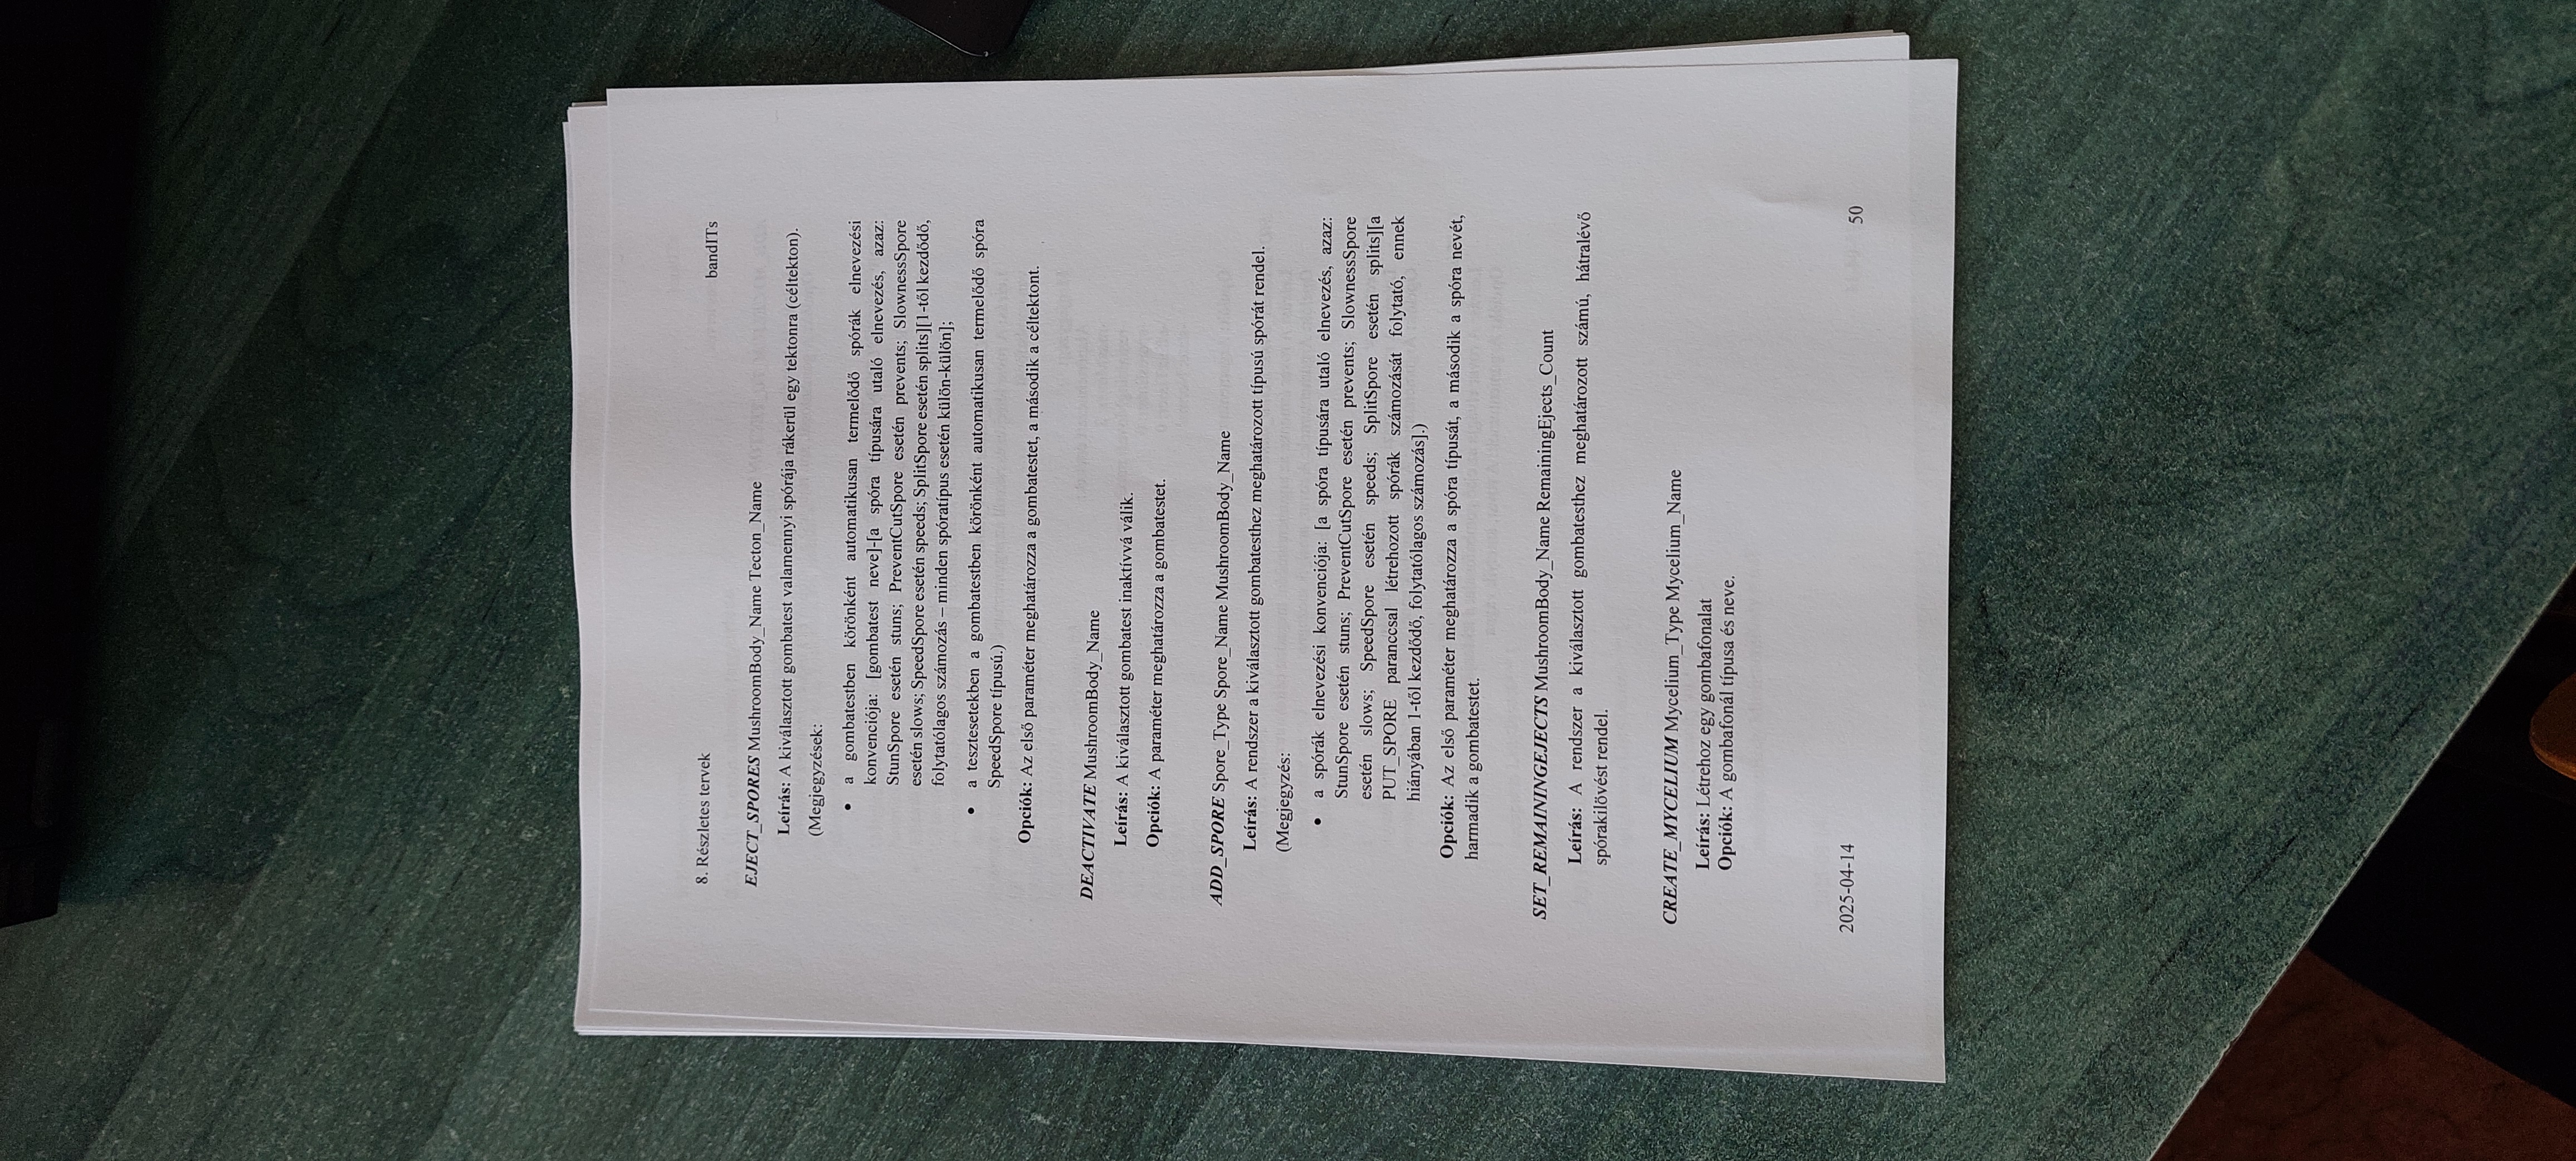 8. Részletes tervek
bandITs
EJECT_SPORES MushroomBody_Name Tecton_Name
Leírás: A kiválasztott gombatest valamennyi spórája rákerül egy tektonra (céltekton).
(Megjegyzések:
• a gombatestben körönként automatikusan termelődő spórák elnevezési
konvenciója: [gombatest neve]-[a spóra típusára utaló elnevezés, azaz:
StunSpore esetén stuns; PreventCutSpore esetén prevents; SlownessSpore
esetén slows; SpeedSpore esetén speeds; SplitSpore esetén splits][1-től kezdődő,
folytatólagos számozás – minden spóratípus esetén külön-külön];
• a tesztesetekben a gombatestben körönként automatikusan termelődő spóra
SpeedSpore típusú.)
Opciók: Az első paraméter meghatározza a gombatestet, a második a céltektont.
DEACTIVATE MushroomBody_Name
Leírás: A kiválasztott gombatest inaktívvá válik.
Opciók: A paraméter meghatározza a gombatestet.
ADD_SPORE Spore_Type Spore_Name MushroomBody_Name
Leírás: A rendszer a kiválasztott gombatesthez meghatározott típusú spórát rendel.
(Megjegyzés:
• a spórák elnevezési konvenciója: [a spóra típusára utaló elnevezés, azaz:
StunSpore esetén stuns; PreventCutSpore esetén prevents; SlownessSpore
esetén slows; SpeedSpore esetén speeds; SplitSpore esetén splits][a
PUT_SPORE paranccsal létrehozott spórák számozását folytató, ennek
hiányában 1-től kezdődő, folytatólagos számozás].)
Opciók: Az első paraméter meghatározza a spóra típusát, a második a spóra nevét,
harmadik a gombatestet.
SET_REMAININGEJECTS MushroomBody_Name RemainingEjects_Count
Leírás: A rendszer a kiválasztott gombatesthez meghatározott számú, hátralévő
spórakilövést rendel.
CREATE_MYCELIUM Mycelium_Type Mycelium_Name
Leírás: Létrehoz egy gombafonalat
Opciók: A gombafonál típusa és neve.
2025-04-14
50